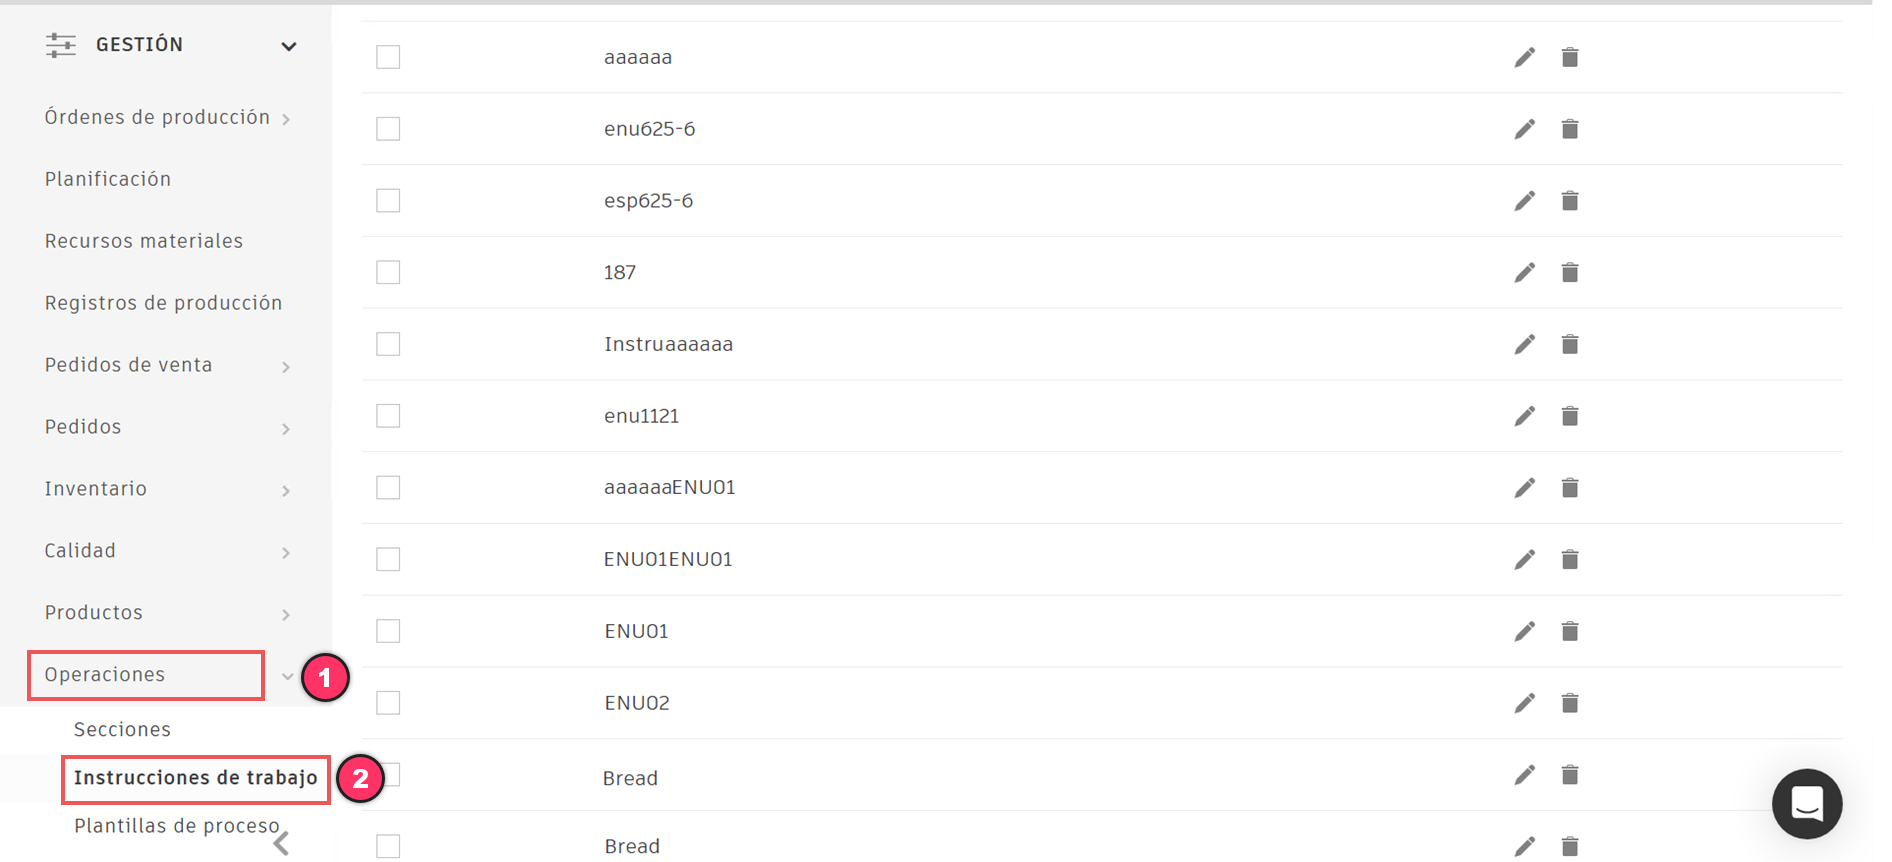 GESTIÓN
Órdenes de producción
Planificación
Recursos materiales
Registros de producción
Pedidos de venta
Pedidos
Inventario
Calidad
Productos
Operaciones
1
Secciones
Instrucciones de trabajo
2
Plantillas de proceso
aaaaaa
enu625-6
esp625-6
187
Instruaaaaaa
enu1121
aaaaaaENU01
ENU01ENU01
ENU01
ENU02
Bread
Bread